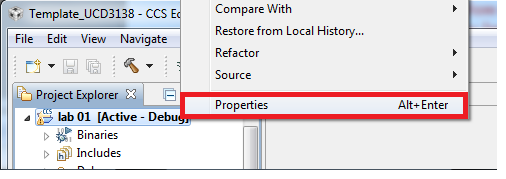 Template_UCD3138 - CCS Ed
File Edit View Navigate
Project Explorer
lab 01 [Active - Debug]
Binaries
Includes
Compare With
Restore from Local History...
Refactor
Source
Properties Alt+Enter